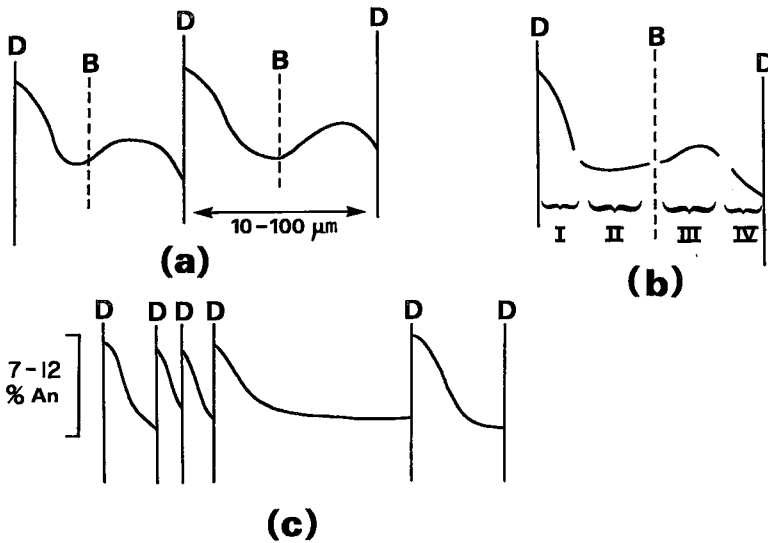 D B D B D
10-100 μm
(a)
D B D
I II III IV
(b)
D D D D D D
7-12
% An
(c)